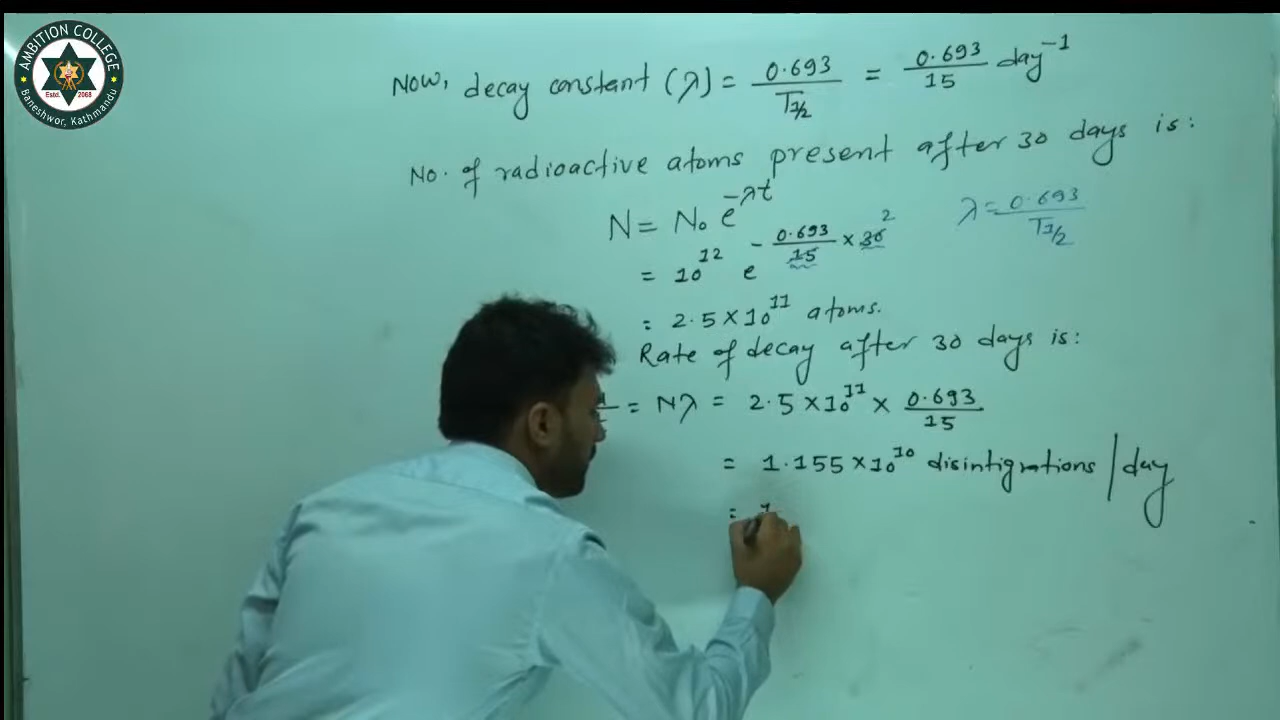 AMBITION COLLEGE
Estd. 2068
Baneshwor, Kathmandu
Now, decay constant (λ) = 0.693/T1/2 = 0.693/15 day⁻¹
No. of radioactive atoms present after 30 days is:
N = N₀ e^-λt
λ = 0.693/T1/2
= 10¹² e^-0.693/15 × 30 2
= 2.5×10¹¹ atoms.
Rate of decay after 30 days is:
= Nλ = 2.5×10¹¹ × 0.693/15
= 1.155×10¹⁰ disintigrations/day
=